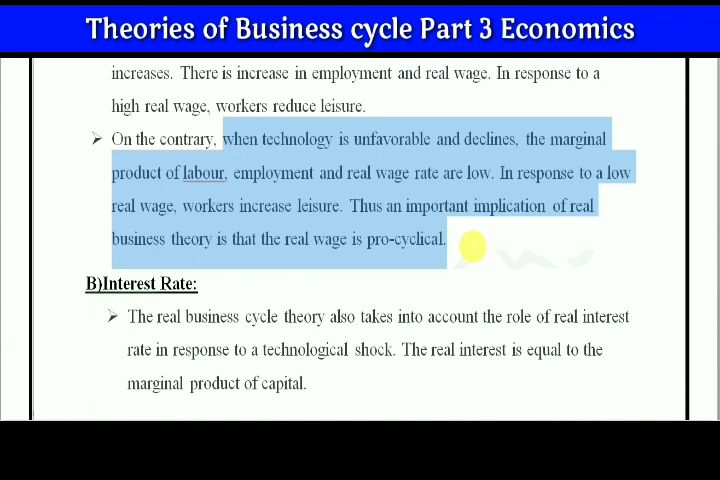 Theories of Business cycle Part 3 Economics
increases. There is increase in employment and real wage. In response to a
high real wage, workers reduce leisure.
➢ On the contrary, when technology is unfavorable and declines, the marginal
product of labour, employment and real wage rate are low. In response to a low
real wage, workers increase leisure. Thus an important implication of real
business theory is that the real wage is pro-cyclical.
B)Interest Rate:
➢ The real business cycle theory also takes into account the role of real interest
rate in response to a technological shock. The real interest is equal to the
marginal product of capital.